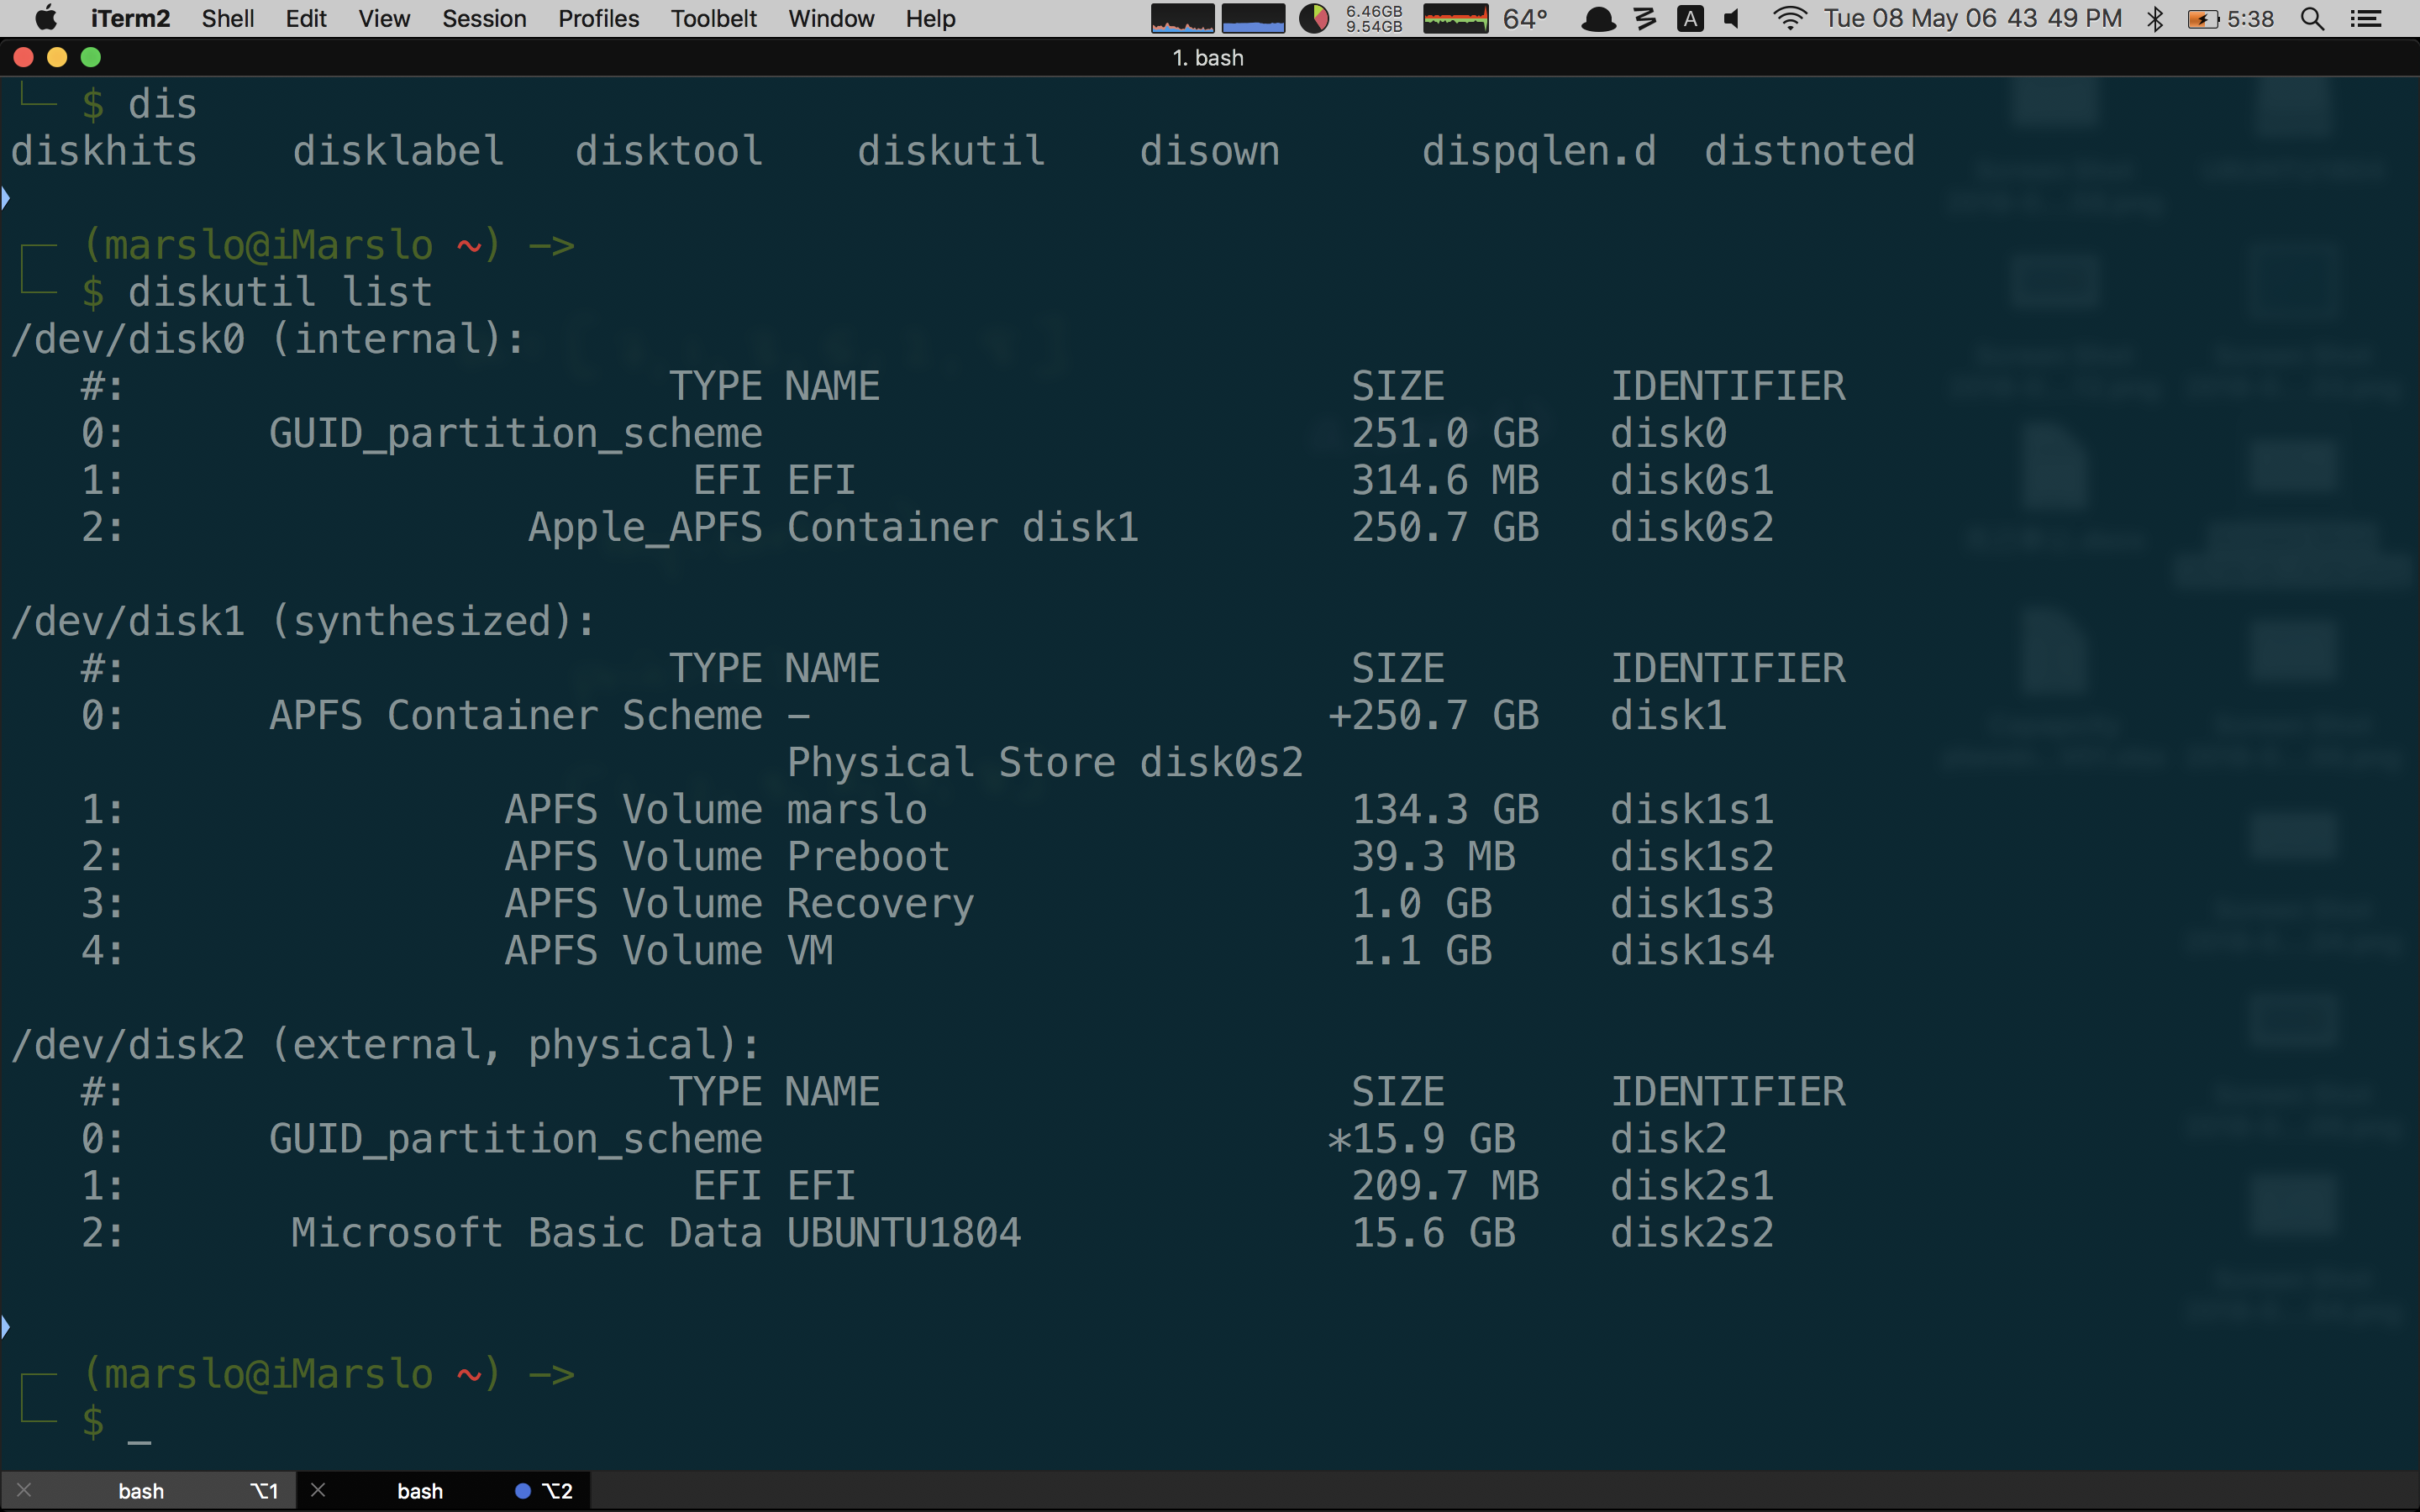 iTerm2 Shell Edit View Session Profiles Toolbelt Window Help 6.46GB 9.54GB 64° A Tue 08 May 06 43 49 PM 5:38
1. bash
$ dis
diskhits disklabel disktool diskutil disown dispqlen.d distnoted
(marslo@iMarslo ~) ->
$ diskutil list
/dev/disk0 (internal):
#: TYPE NAME SIZE IDENTIFIER
0: GUID_partition_scheme 251.0 GB disk0
1: EFI EFI 314.6 MB disk0s1
2: Apple_APFS Container disk1 250.7 GB disk0s2
/dev/disk1 (synthesized):
#: TYPE NAME SIZE IDENTIFIER
0: APFS Container Scheme - +250.7 GB disk1
Physical Store disk0s2
1: APFS Volume marslo 134.3 GB disk1s1
2: APFS Volume Preboot 39.3 MB disk1s2
3: APFS Volume Recovery 1.0 GB disk1s3
4: APFS Volume VM 1.1 GB disk1s4
/dev/disk2 (external, physical):
#: TYPE NAME SIZE IDENTIFIER
0: GUID_partition_scheme *15.9 GB disk2
1: EFI EFI 209.7 MB disk2s1
2: Microsoft Basic Data UBUNTU1804 15.6 GB disk2s2
(marslo@iMarslo ~) ->
$ _
bash ⌥1 bash ⌥2